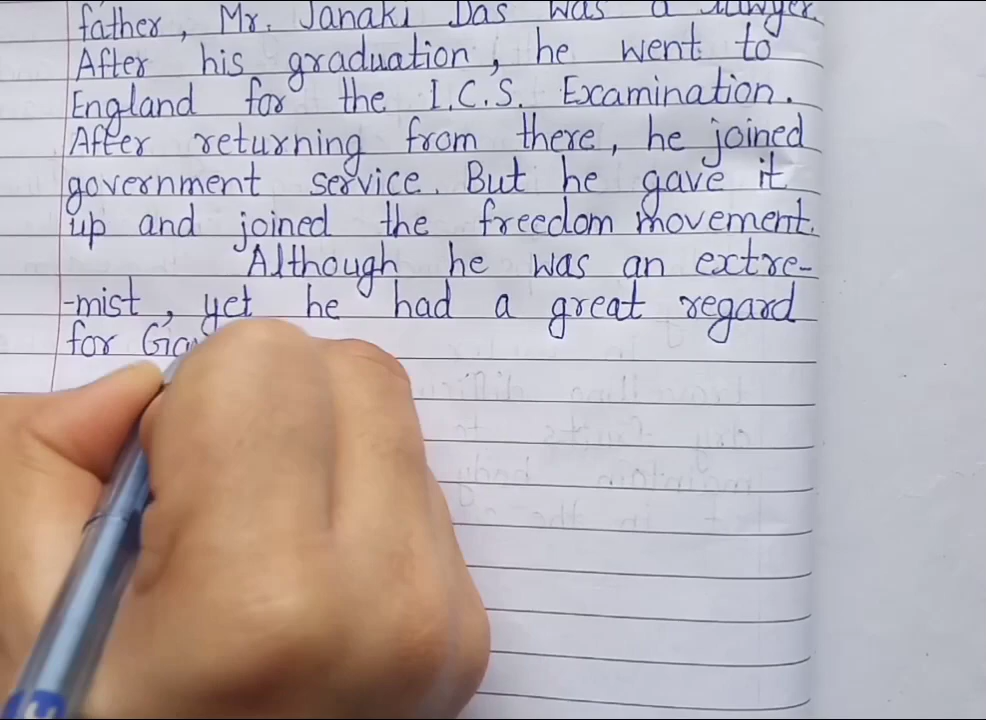 father, Mr. Janaki Das was a lawyer.
After his graduation, he went to
England for the I.C.S. Examination.
After returning from there, he joined
government service. But he gave it
up and joined the freedom movement.
Although he was an extre-
-mist, yet he had a great regard
for